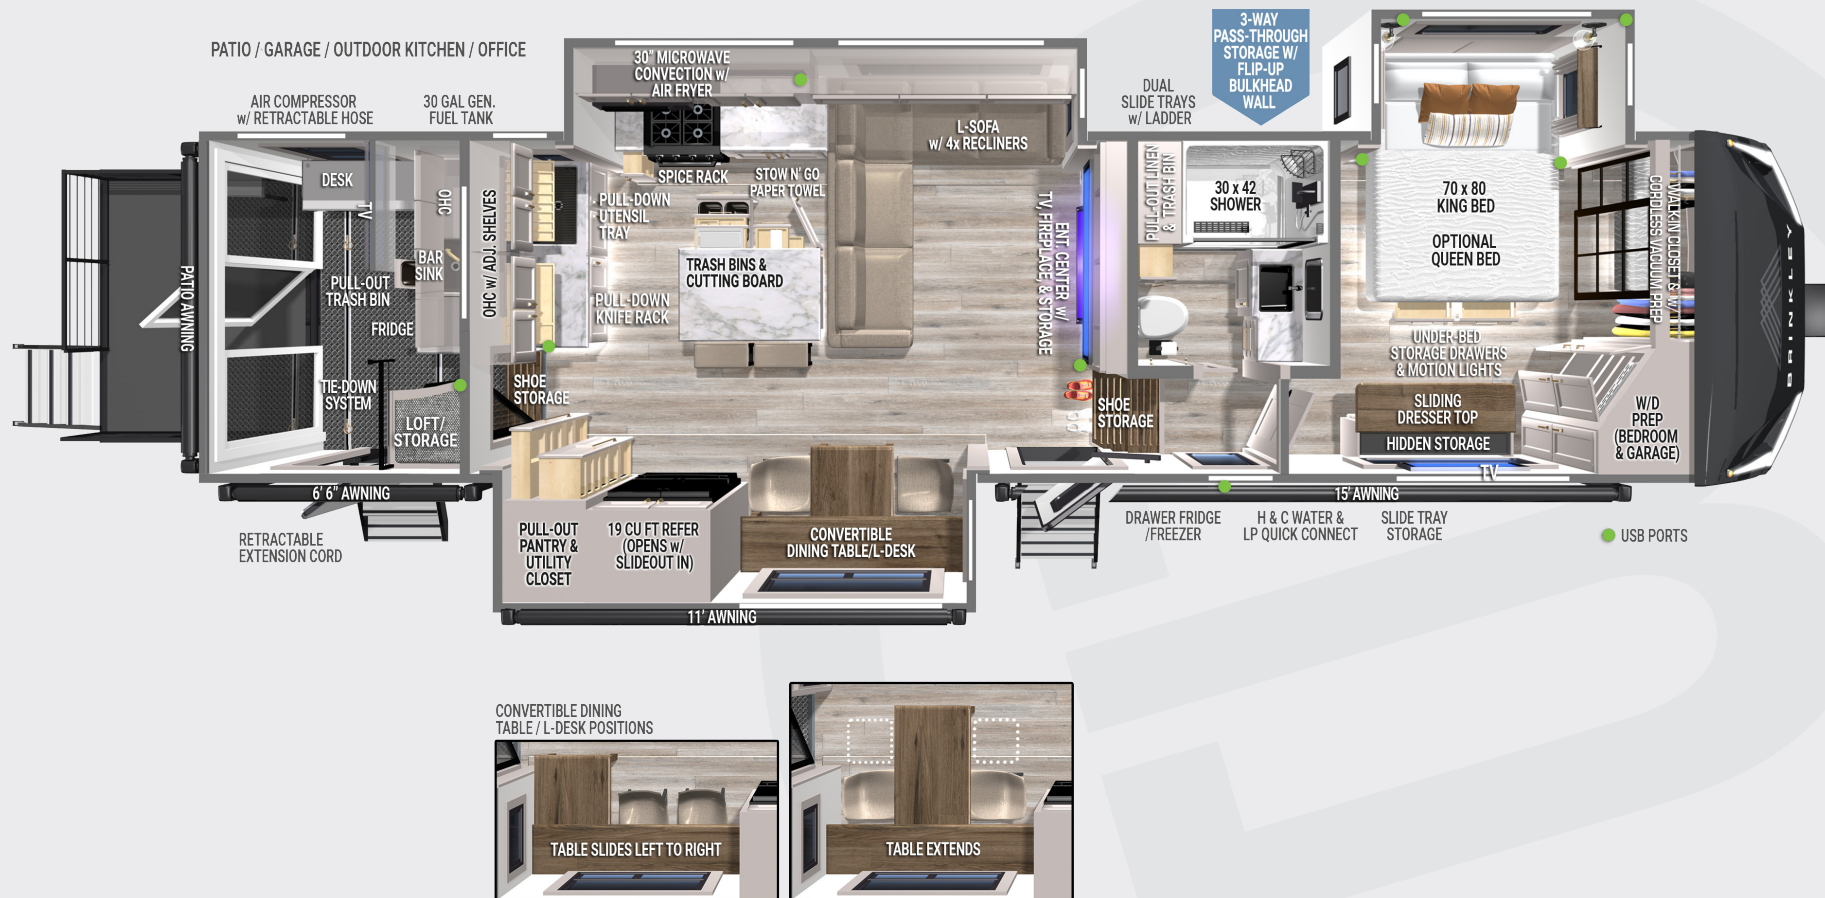 PATIO / GARAGE / OUTDOOR KITCHEN / OFFICE
AIR COMPRESSOR
w/ RETRACTABLE HOSE
30 GAL GEN.
FUEL TANK
30" MICROWAVE
CONVECTION w/
AIR FRYER
L-SOFA
w/ 4x RECLINERS
DUAL
SLIDE TRAYS
w/ LADDER
3-WAY
PASS-THROUGH
STORAGE W/
FLIP-UP
BULKHEAD
WALL
DESK
TV
OHC
BAR
SINK
PULL-OUT
TRASH BIN
FRIDGE
TIE-DOWN
SYSTEM
LOFT/
STORAGE
PATIO AWNING
OHC w/ ADJ. SHELVES
PULL-DOWN
UTENSIL
TRAY
SPICE RACK
STOW N' GO
PAPER TOWEL
PULL-DOWN
KNIFE RACK
TRASH BINS &
CUTTING BOARD
SHOE
STORAGE
ENT. CENTER w/
TV, FIREPLACE, & STORAGE
PULL-OUT LINEN
& TRASH BIN
30 x 42
SHOWER
SHOE
STORAGE
70 x 80
KING BED
OPTIONAL
QUEEN BED
UNDER-BED
STORAGE DRAWERS
& MOTION LIGHTS
SLIDING
DRESSER TOP
HIDDEN STORAGE
TV
WALK IN CLOSET & W/
CORDLESS VACUUM PREP
W/D
PREP
(BEDROOM
& GARAGE)
BRINKLEY
6' 6" AWNING
RETRACTABLE
EXTENSION CORD
PULL-OUT
PANTRY &
UTILITY
CLOSET
19 CU FT REFER
(OPENS w/
SLIDEOUT IN)
CONVERTIBLE
DINING TABLE/L-DESK
11' AWNING
15' AWNING
DRAWER FRIDGE
/FREEZER
H & C WATER &
LP QUICK CONNECT
SLIDE TRAY
STORAGE
USB PORTS
CONVERTIBLE DINING
TABLE / L-DESK POSITIONS
TABLE SLIDES LEFT TO RIGHT
TABLE EXTENDS